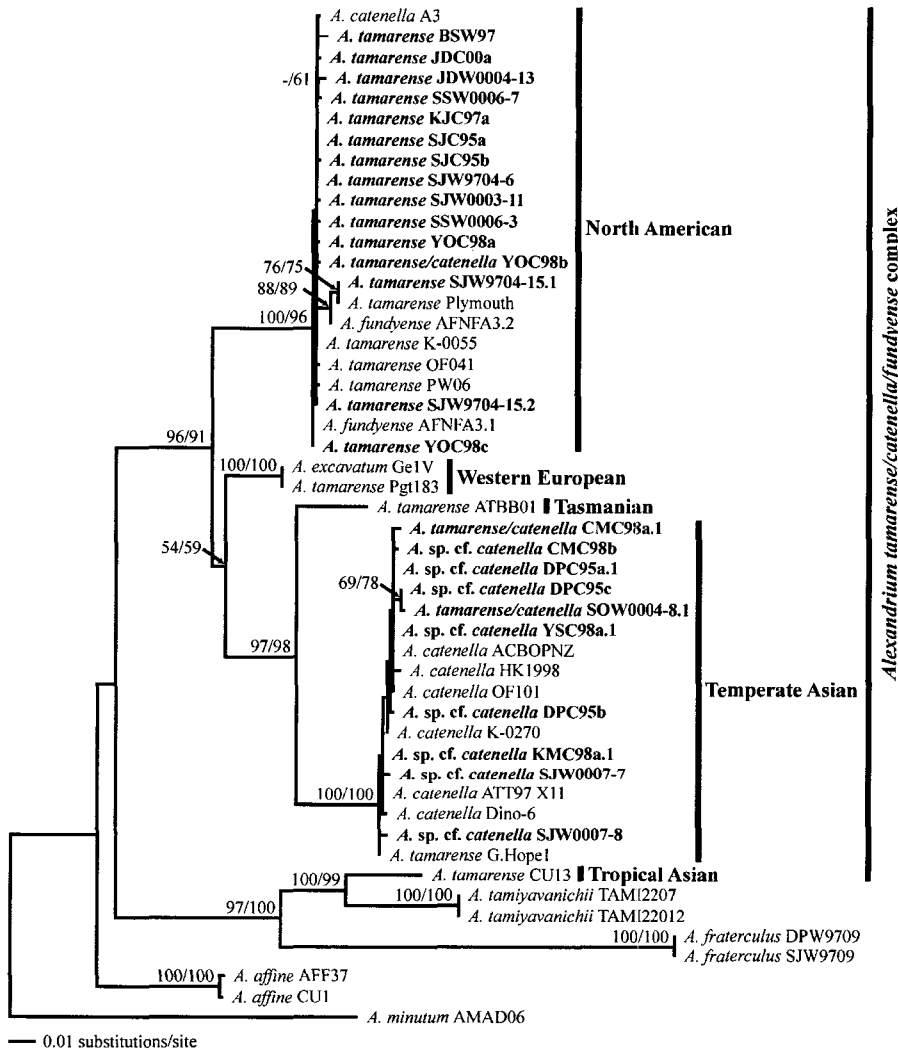 A. catenella A3
A. tamarense BSW97
A. tamarense JDC00a
-/61
A. tamarense JDW0004-13
A. tamarense SSW0006-7
A. tamarense KJC97a
A. tamarense SJC95a
A. tamarense SJC95b
A. tamarense SJW9704-6
A. tamarense SJW0003-11
A. tamarense SSW0006-3
North American
A. tamarense YOC98a
A. tamarense/catenella YOC98b
76/75
A. tamarense SJW9704-15.1
88/89
A. tamarense Plymouth
100/96
A. fundyense AFNFA3.2
A. tamarense K-0055
A. tamarense OF041
A. tamarense PW06
A. tamarense SJW9704-15.2
A. fundyense AFNFA3.1
96/91
A. tamarense YOC98c
100/100
A. excavatum Ge1V
Western European
A. tamarense Pgt183
A. tamarense ATBB01
Tasmanian
A. tamarense/catenella CMC98a.1
54/59
A. sp. cf. catenella CMC98b
A. sp. cf. catenella DPC95a.1
69/78
A. sp. cf. catenella DPC95c
A. tamarense/catenella SOW0004-8.1
A. sp. cf. catenella YSC98a.1
97/98
A. catenella ACBOPNZ
A. catenella HK1998
A. catenella OF101
Temperate Asian
A. sp. cf. catenella DPC95b
A. catenella K-0270
A. sp. cf. catenella KMC98a.1
A. sp. cf. catenella SJW0007-7
100/100
A. catenella ATT97 X11
A. catenella Dino-6
A. sp. cf. catenella SJW0007-8
A. tamarense G.Hope1
100/99
A. tamarense CU13
Tropical Asian
100/100
A. tamiyavanichii TAMI2207
97/100
A. tamiyavanichii TAMI22012
100/100
A. fraterculus DPW9709
A. fraterculus SJW9709
100/100
A. affine AFF37
A. affine CU1
A. minutum AMAD06
0.01 substitutions/site
Alexandrium tamarense/catenella/fundyense complex